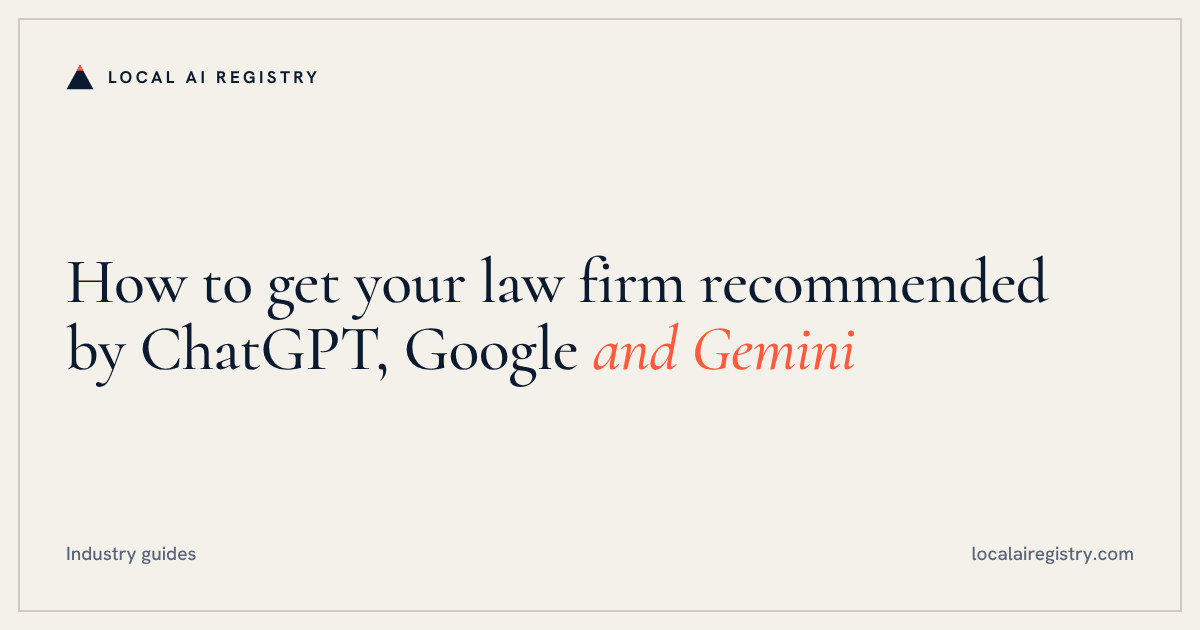 LOCAL AI REGISTRY
How to get your law firm recommended
by ChatGPT, Google and Gemini
Industry guides
localairegistry.com